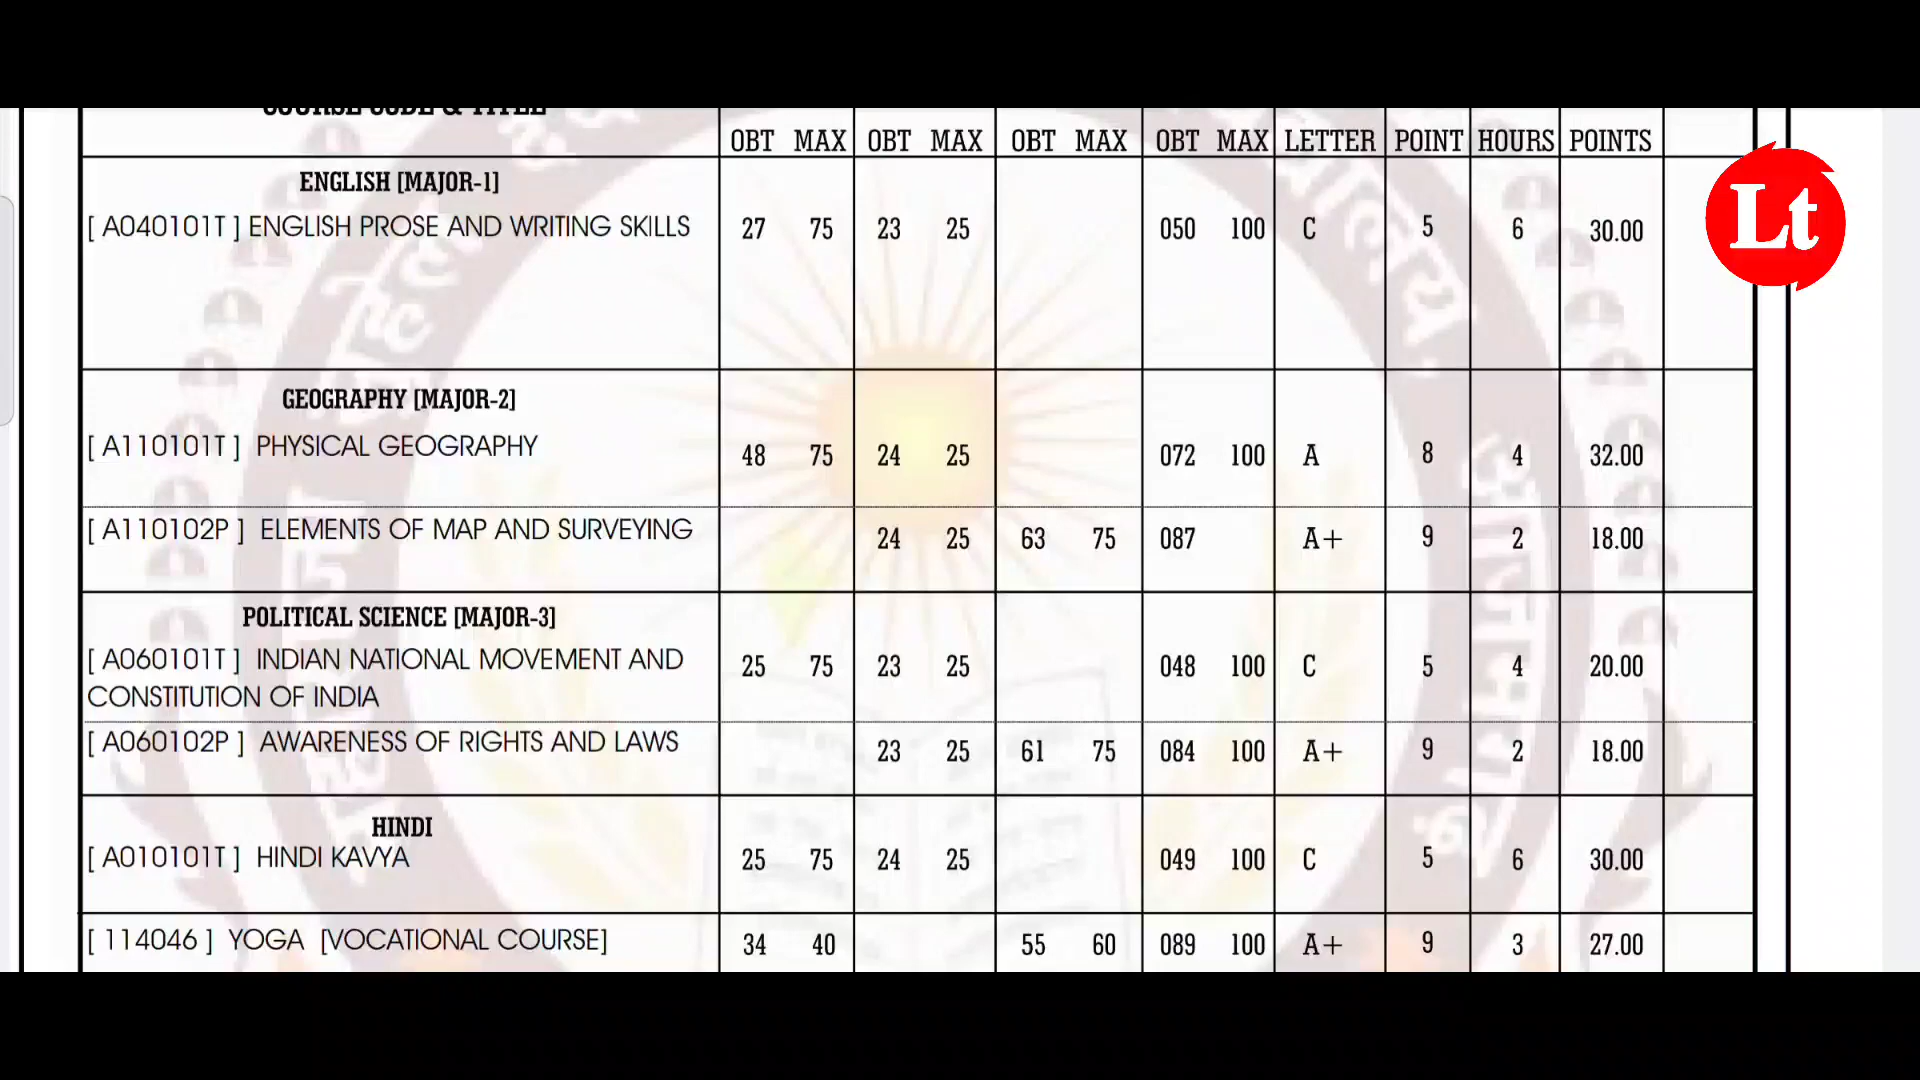 OBT MAX OBT MAX OBT MAX OBT MAX LETTER POINT HOURS POINTS
Lt
ENGLISH [MAJOR-1]
[ A040101T ] ENGLISH PROSE AND WRITING SKILLS 27 75 23 25 050 100 C 5 6 30.00
GEOGRAPHY [MAJOR-2]
[ A110101T ] PHYSICAL GEOGRAPHY 48 75 24 25 072 100 A 8 4 32.00
[ A110102P ] ELEMENTS OF MAP AND SURVEYING 24 25 63 75 087 A+ 9 2 18.00
POLITICAL SCIENCE [MAJOR-3]
[ A060101T ] INDIAN NATIONAL MOVEMENT AND 25 75 23 25 048 100 C 5 4 20.00
CONSTITUTION OF INDIA
[ A060102P ] AWARENESS OF RIGHTS AND LAWS 23 25 61 75 084 100 A+ 9 2 18.00
HINDI
[ A010101T ] HINDI KAVYA 25 75 24 25 049 100 C 5 6 30.00
[ 114046 ] YOGA [VOCATIONAL COURSE] 34 40 55 60 089 100 A+ 9 3 27.00